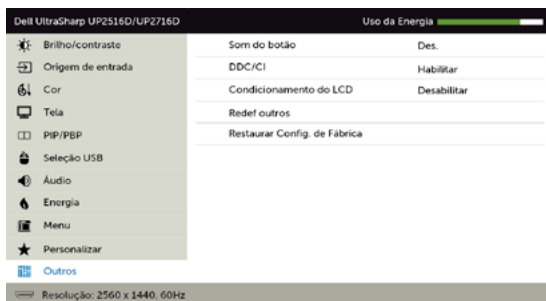 Dell UltraSharp UP2516D/UP2716D Uso da Energia
Brilho/contraste
Origem de entrada
Cor
Tela
PIP/PBP
Seleção USB
Áudio
Energia
Menu
Personalizar
Outros
Som do botão Des.
DDC/CI Habilitar
Condicionamento do LCD Desabilitar
Redef outros
Restaurar Config. de Fábrica
Resolução: 2560 x 1440, 60Hz